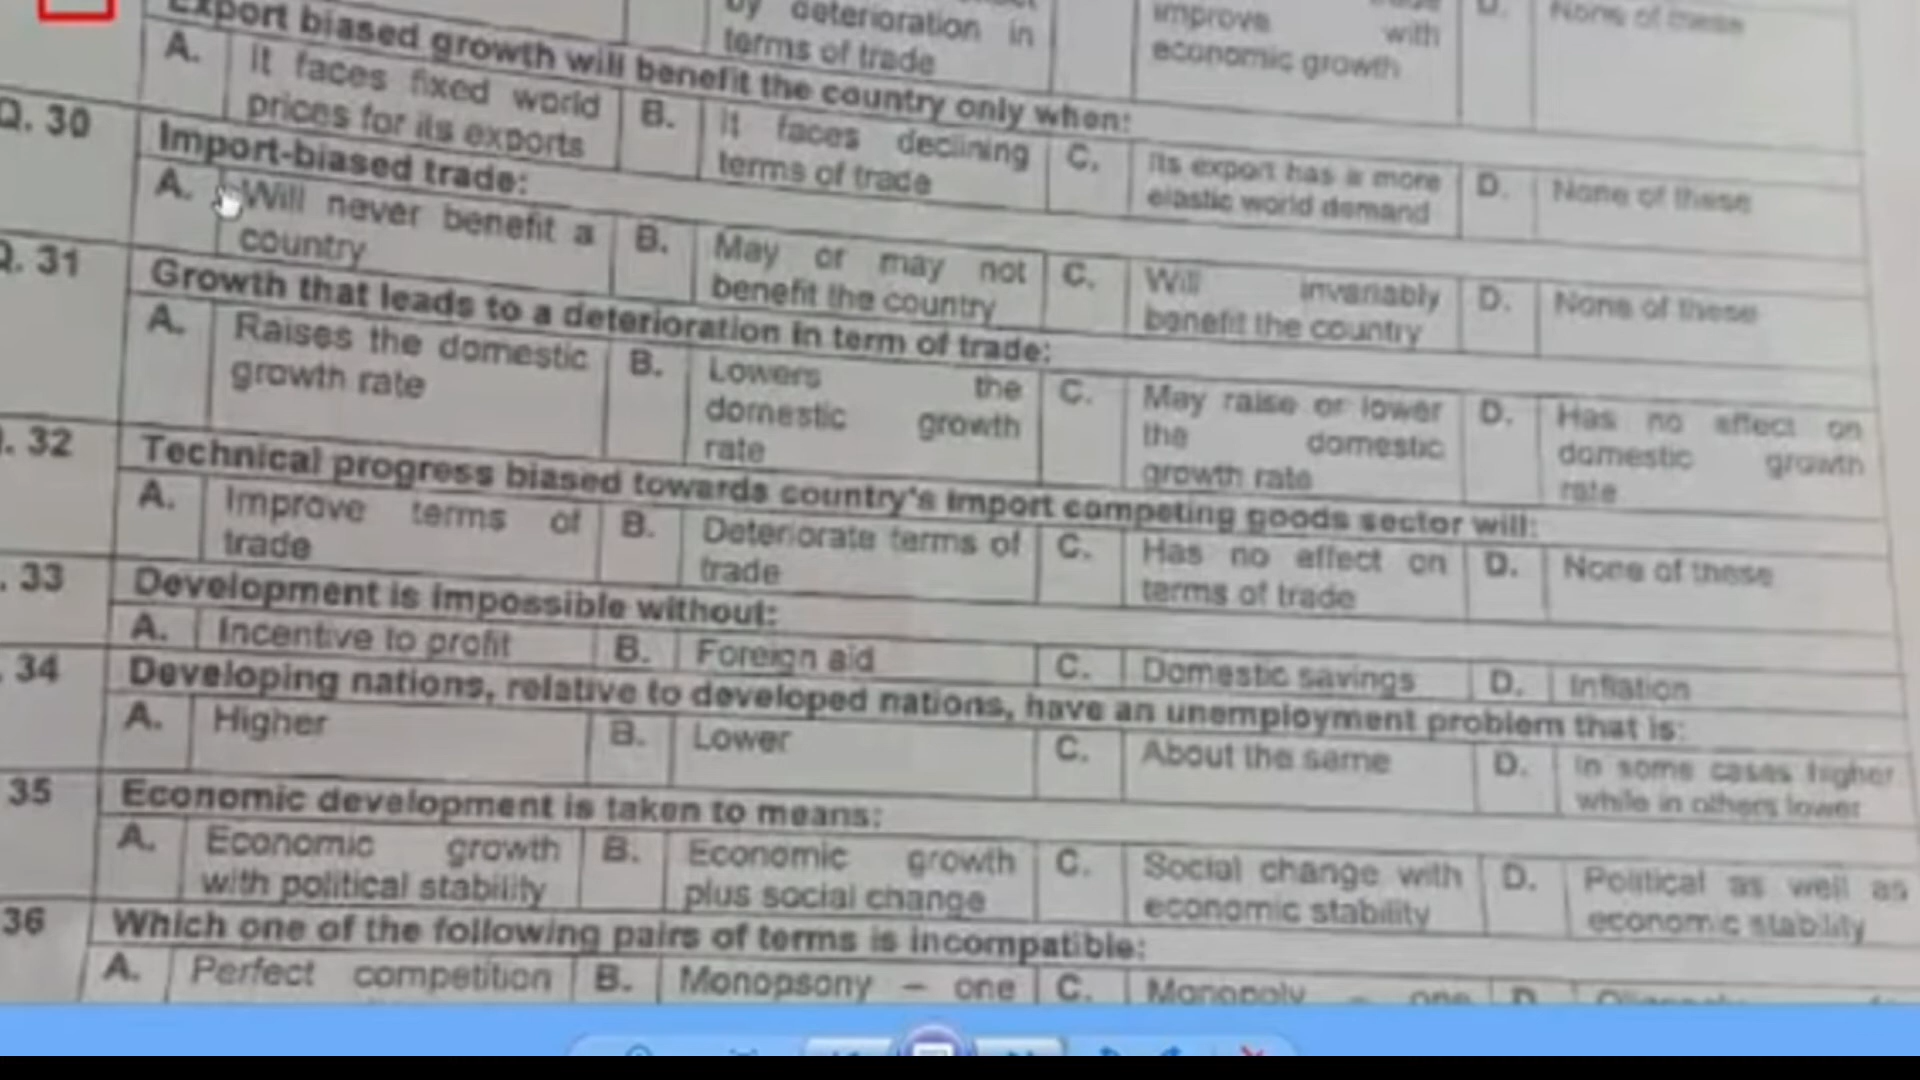 by deterioration in
terms of trade
improve with
economic growth
D. None of these
Export biased growth will benefit the country only when:
A. It faces fixed world
prices for its exports
B. It faces declining
terms of trade
C. Its export has a more
elastic world demand
D. None of these
Q. 30 Import-biased trade:
A. Will never benefit a
country
B. May or may not
benefit the country
C. Will invariably
benefit the country
D. None of these
Q. 31 Growth that leads to a deterioration in term of trade:
A. Raises the domestic
growth rate
B. Lowers the
domestic growth
rate
C. May raise or lower
the domestic
growth rate
D. Has no affect on
domestic growth
rate
. 32 Technical progress biased towards country's import competing goods sector will:
A. Improve terms of
trade
B. Deteriorate terms of
trade
C. Has no affect on
terms of trade
D. None of these
. 33 Development is impossible without:
A. Incentive to profit
B. Foreign aid
C. Domestic savings
D. Inflation
. 34 Developing nations, relative to developed nations, have an unemployment problem that is:
A. Higher
B. Lower
C. About the same
D. In some cases higher
while in others lower
35 Economic development is taken to means:
A. Economic growth
with political stability
B. Economic growth
plus social change
C. Social change with
economic stability
D. Political as well as
economic stability
36 Which one of the following pairs of terms is incompatible:
A. Perfect competition
B. Monopsony – one
C. Monopoly – one
D.